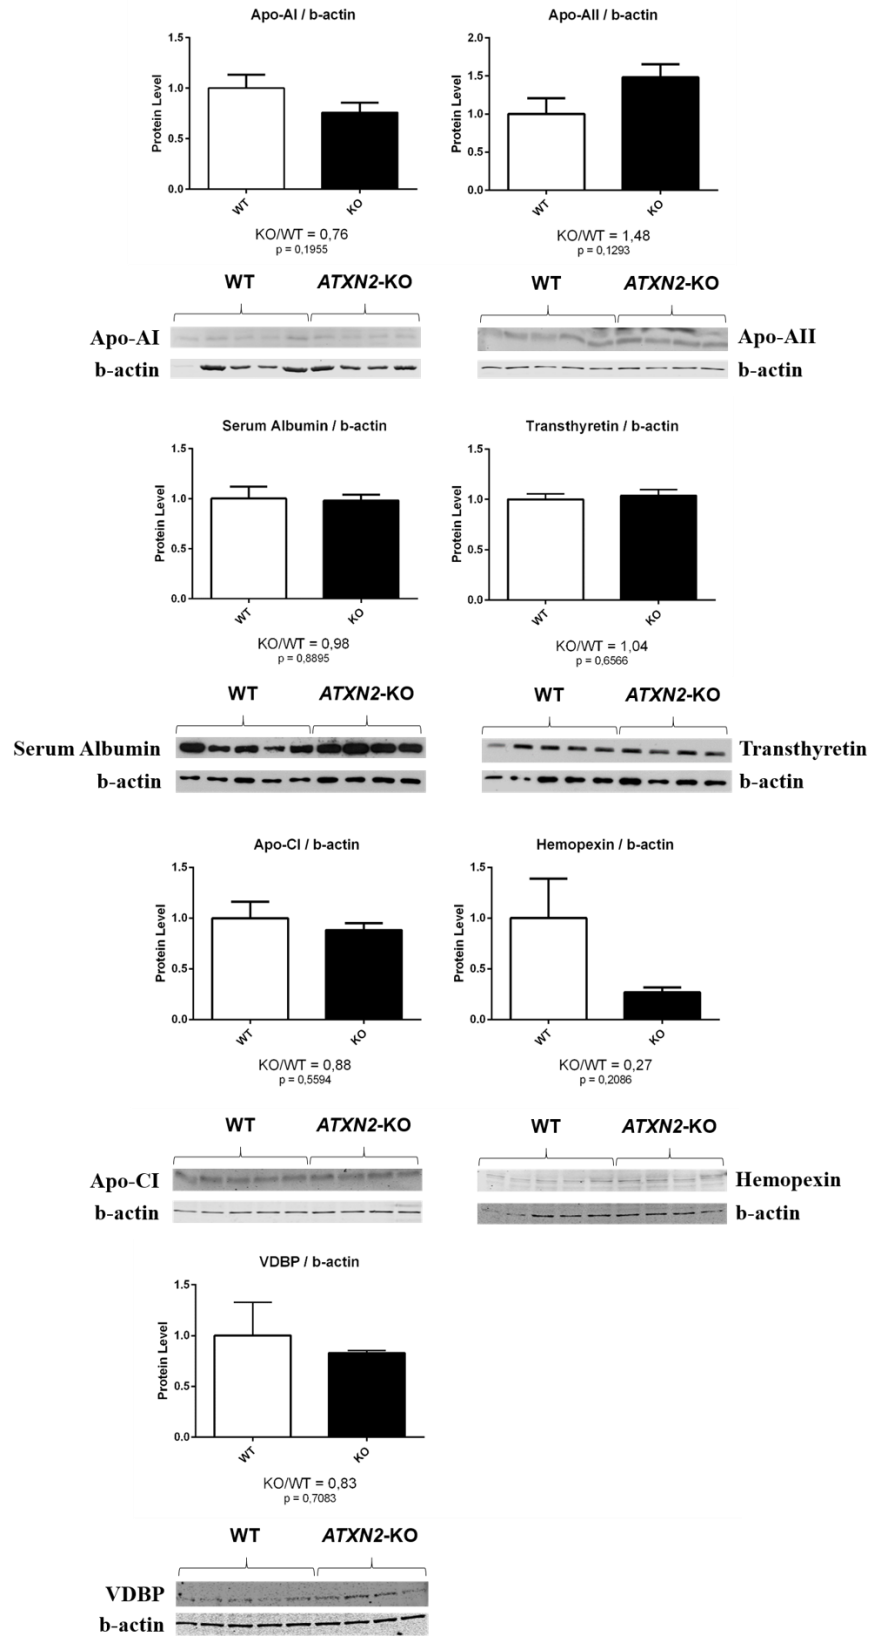 Apo-AI / b-actin
1.5
1.0
0.5
0.0
Protein Level
WT
KO
KO/WT = 0,76
p = 0,1955
Apo-AII / b-actin
2.0
1.5
1.0
0.5
0.0
Protein Level
WT
KO
KO/WT = 1,48
p = 0,1293
WT ATXN2-KO
Apo-AI
b-actin
WT ATXN2-KO
Apo-AII
b-actin
Serum Albumin / b-actin
1.5
1.0
0.5
0.0
Protein Level
WT
KO
KO/WT = 0,98
p = 0,8895
Transthyretin / b-actin
1.5
1.0
0.5
0.0
Protein Level
WT
KO
KO/WT = 1,04
p = 0,6566
WT ATXN2-KO
Serum Albumin
b-actin
WT ATXN2-KO
Transthyretin
b-actin
Apo-CI / b-actin
1.5
1.0
0.5
0.0
Protein Level
WT
KO
KO/WT = 0,88
p = 0,5594
Hemopexin / b-actin
1.5
1.0
0.5
0.0
Protein Level
WT
KO
KO/WT = 0,27
p = 0,2086
WT ATXN2-KO
Apo-CI
b-actin
WT ATXN2-KO
Hemopexin
b-actin
VDBP / b-actin
1.5
1.0
0.5
0.0
Protein Level
WT
KO
KO/WT = 0,83
p = 0,7083
WT ATXN2-KO
VDBP
b-actin